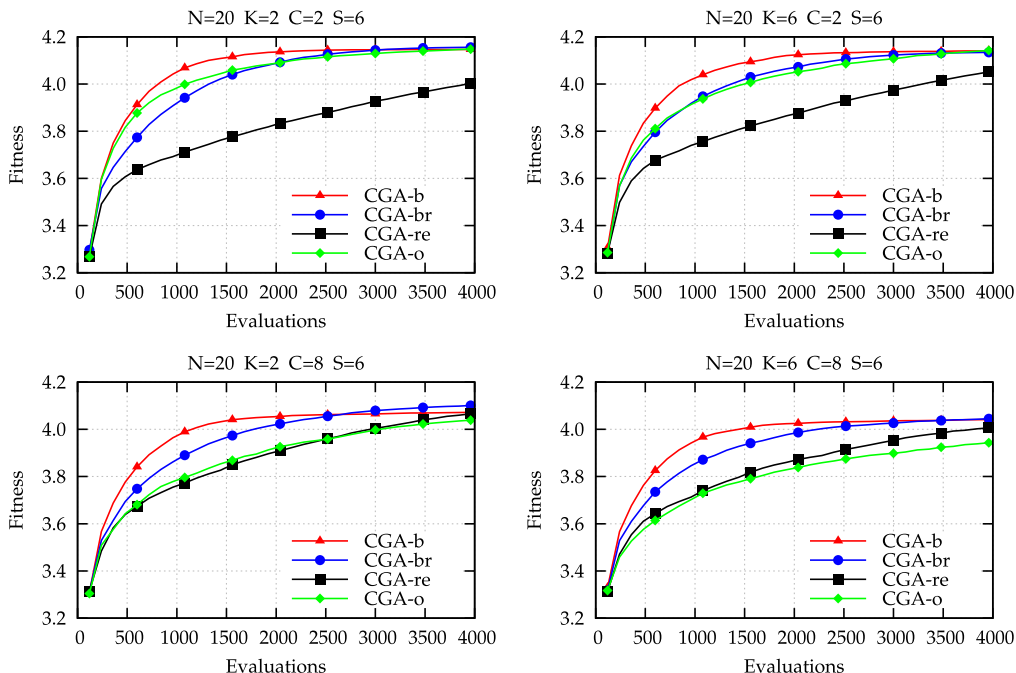 N=20 K=2 C=2 S=6
Fitness
4.2
4.0
3.8
3.6
3.4
3.2
CGA-b
CGA-br
CGA-re
CGA-o
0 500 1000 1500 2000 2500 3000 3500 4000
Evaluations
N=20 K=6 C=2 S=6
Fitness
4.2
4.0
3.8
3.6
3.4
3.2
CGA-b
CGA-br
CGA-re
CGA-o
0 500 1000 1500 2000 2500 3000 3500 4000
Evaluations
N=20 K=2 C=8 S=6
Fitness
4.2
4.0
3.8
3.6
3.4
3.2
CGA-b
CGA-br
CGA-re
CGA-o
0 500 1000 1500 2000 2500 3000 3500 4000
Evaluations
N=20 K=6 C=8 S=6
Fitness
4.2
4.0
3.8
3.6
3.4
3.2
CGA-b
CGA-br
CGA-re
CGA-o
0 500 1000 1500 2000 2500 3000 3500 4000
Evaluations